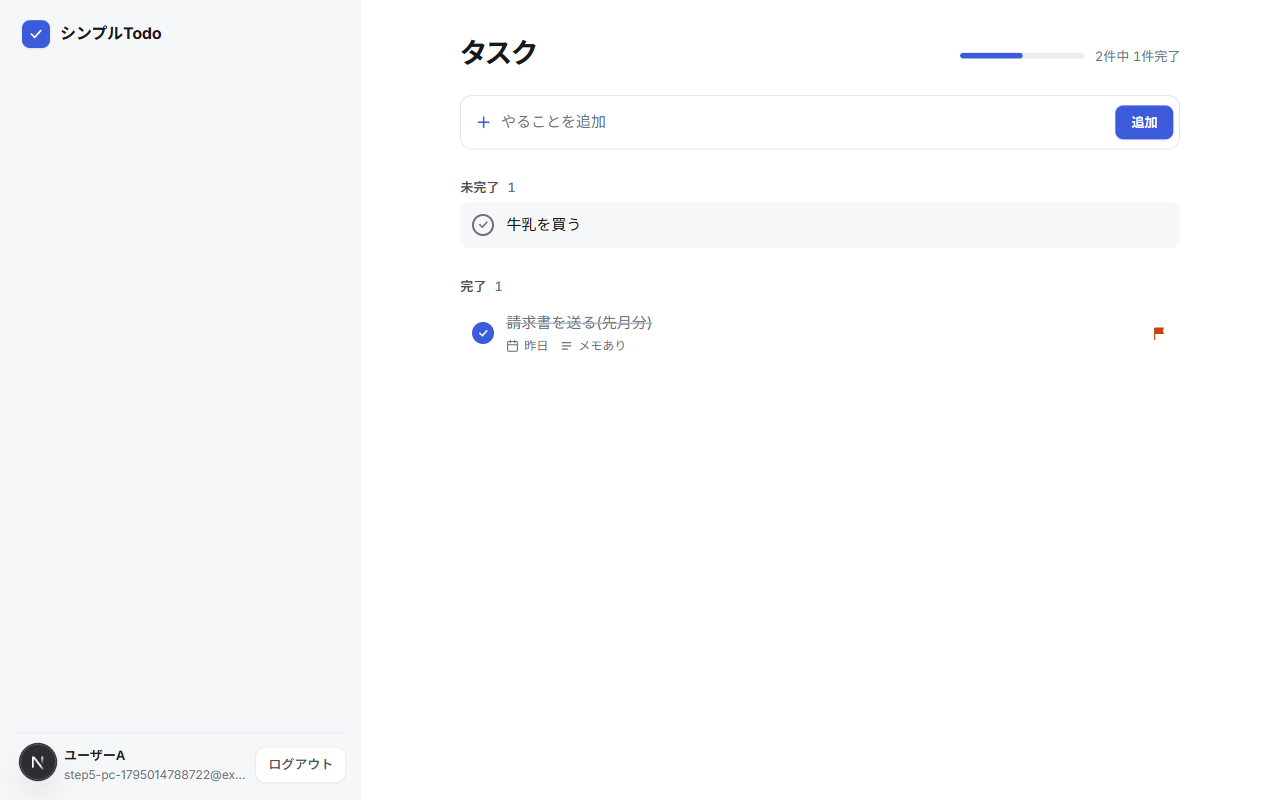 シンプルTodo
タスク
2件中 1件完了
やることを追加
追加
未完了 1
牛乳を買う
完了 1
請求書を送る(先月分)
昨日 メモあり
N
ユーザーA
step5-pc-1795014788722@ex...
ログアウト